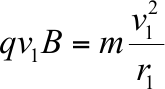 qv₁B = m v₁²/r₁